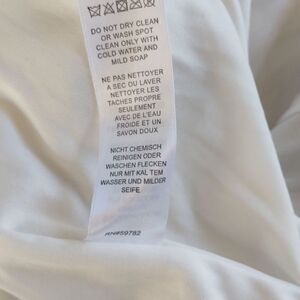 DO NOT DRY CLEAN
OR WASH SPOT
CLEAN ONLY WITH
COLD WATER AND
MILD SOAP
NE PAS NETTOYER
A SEC OU LAVER
NETTOYER LES
TACHES PROPRE
SEULEMENT
AVEC DE L'EAU
FROIDE ET UN
SAVON DOUX
NICHT CHEMISCH
REINIGEN ODER
WASCHEN FLECKEN
NUR MIT KAL TEM
WASSER UND MILDER
SEIFE
RN#59782